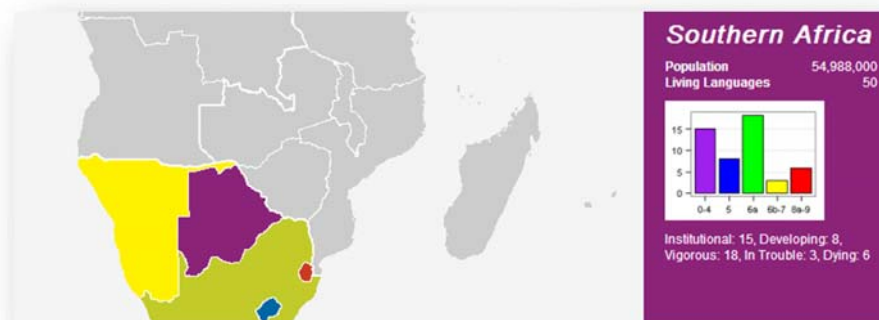 Southern Africa
Population 54,988,000
Living Languages 50
15
10
5
0
0-4 5 6a 6b-7 8a-9
Institutional: 15, Developing: 8,
Vigorous: 18, In Trouble: 3, Dying: 6